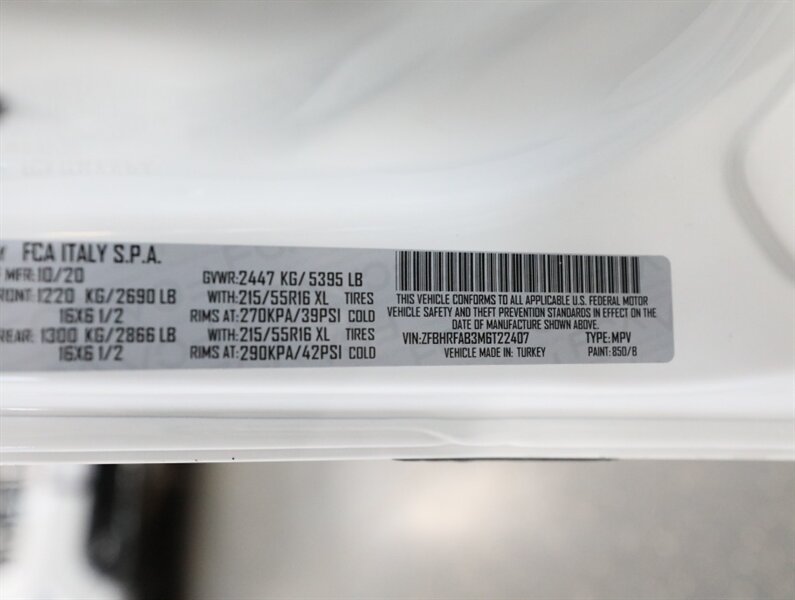 FCA ITALY S.P.A.
MFR: 10/20 GVWR:2447 KG/ 5395 LB
1220 KG/2690 LB WITH:215/55R16 XL TIRES
16X6 1/2 RIMS AT:270KPA/39PSI COLD
1300 KG/2866 LB WITH:215/55R16 XL TIRES
16X6 1/2 RIMS AT:290KPA/42PSI COLD
THIS VEHICLE CONFORMS TO ALL APPLICABLE U.S. FEDERAL MOTOR
VEHICLE SAFETY AND THEFT PREVENTION STANDARDS IN EFFECT ON THE
DATE OF MANUFACTURE SHOWN ABOVE.
VIN:ZFBHRFAB3M6T22407 TYPE: MPV
VEHICLE MADE IN: TURKEY PAINT: 850/B